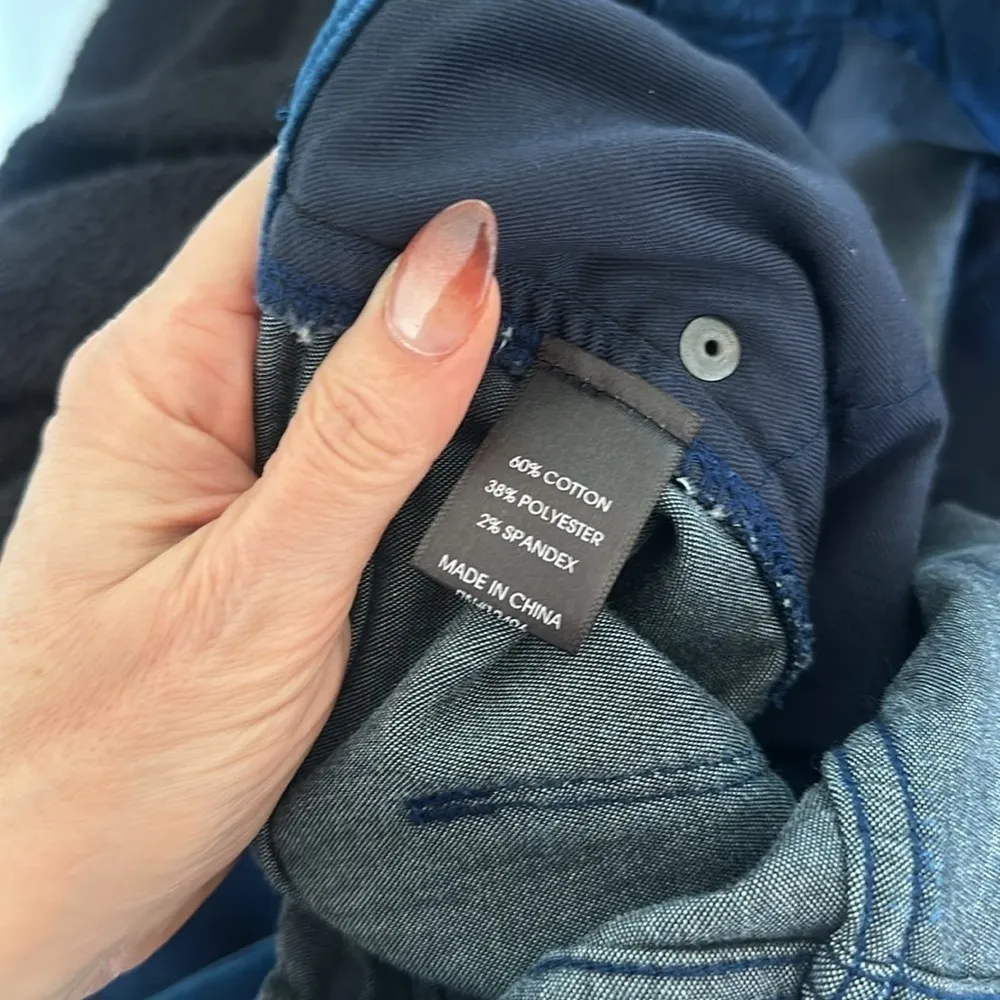 60% COTTON
38% POLYESTER
2% SPANDEX
MADE IN CHINA